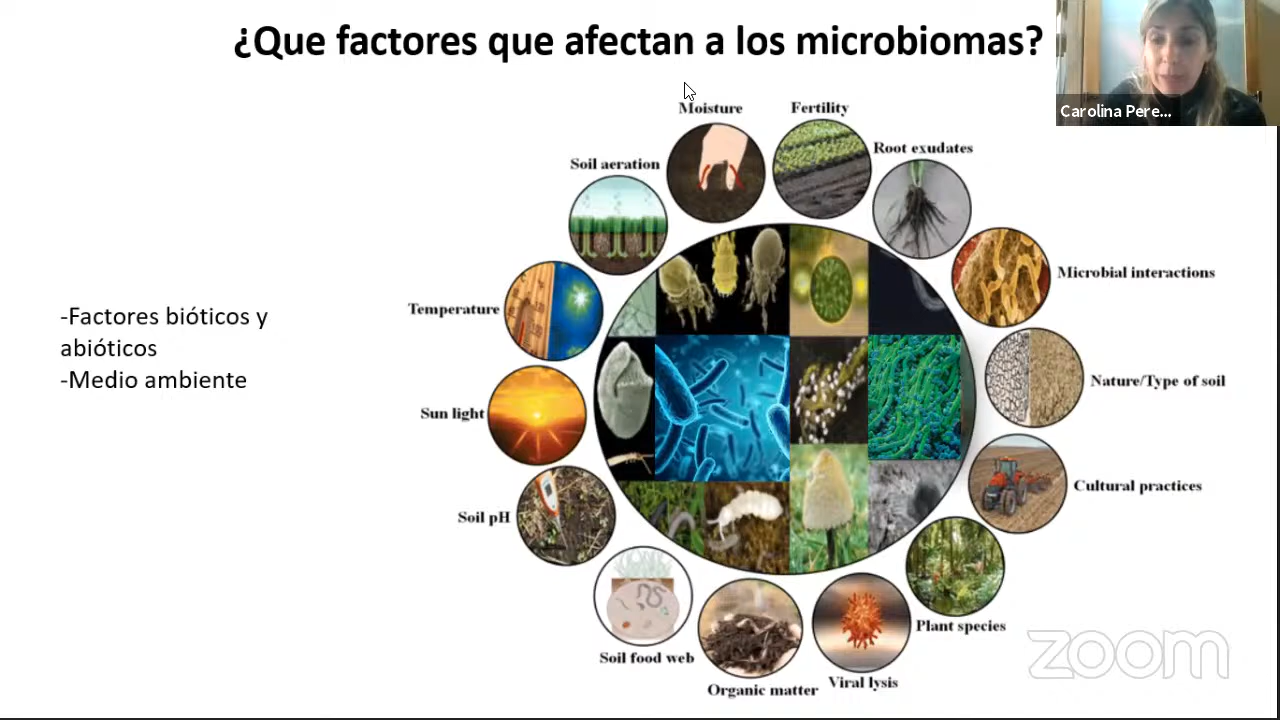 ¿Que factores que afectan a los microbiomas?
Carolina Pere...
Moisture
Fertility
Root exudates
Soil aeration
Microbial interactions
Temperature
-Factores bióticos y
abióticos
-Medio ambiente
Nature/Type of soil
Sun light
Cultural practices
Soil pH
Plant species
Soil food web
Viral lysis
Organic matter
zoom